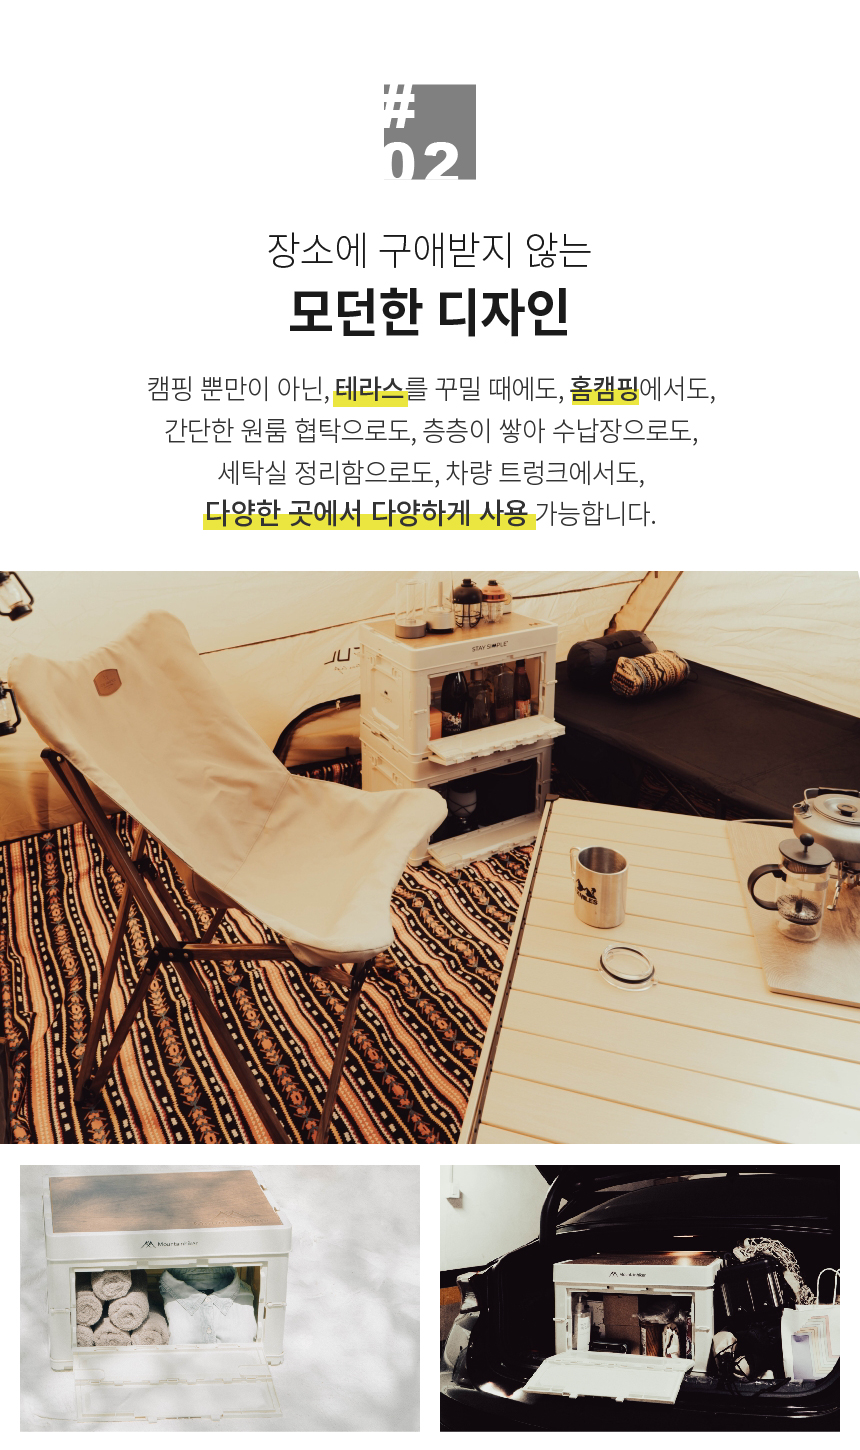 #
02
장소에 구애받지 않는
모던한 디자인
캠핑 뿐만이 아닌, 테라스를 꾸밀 때에도, 홈캠핑에서도,
간단한 원룸 협탁으로도, 층층이 쌓아 수납장으로도,
세탁실 정리함으로도, 차량 트렁크에서도,
다양한 곳에서 다양하게 사용 가능합니다.
STAY SIMPLE
Mountainhiker
Mountainhiker